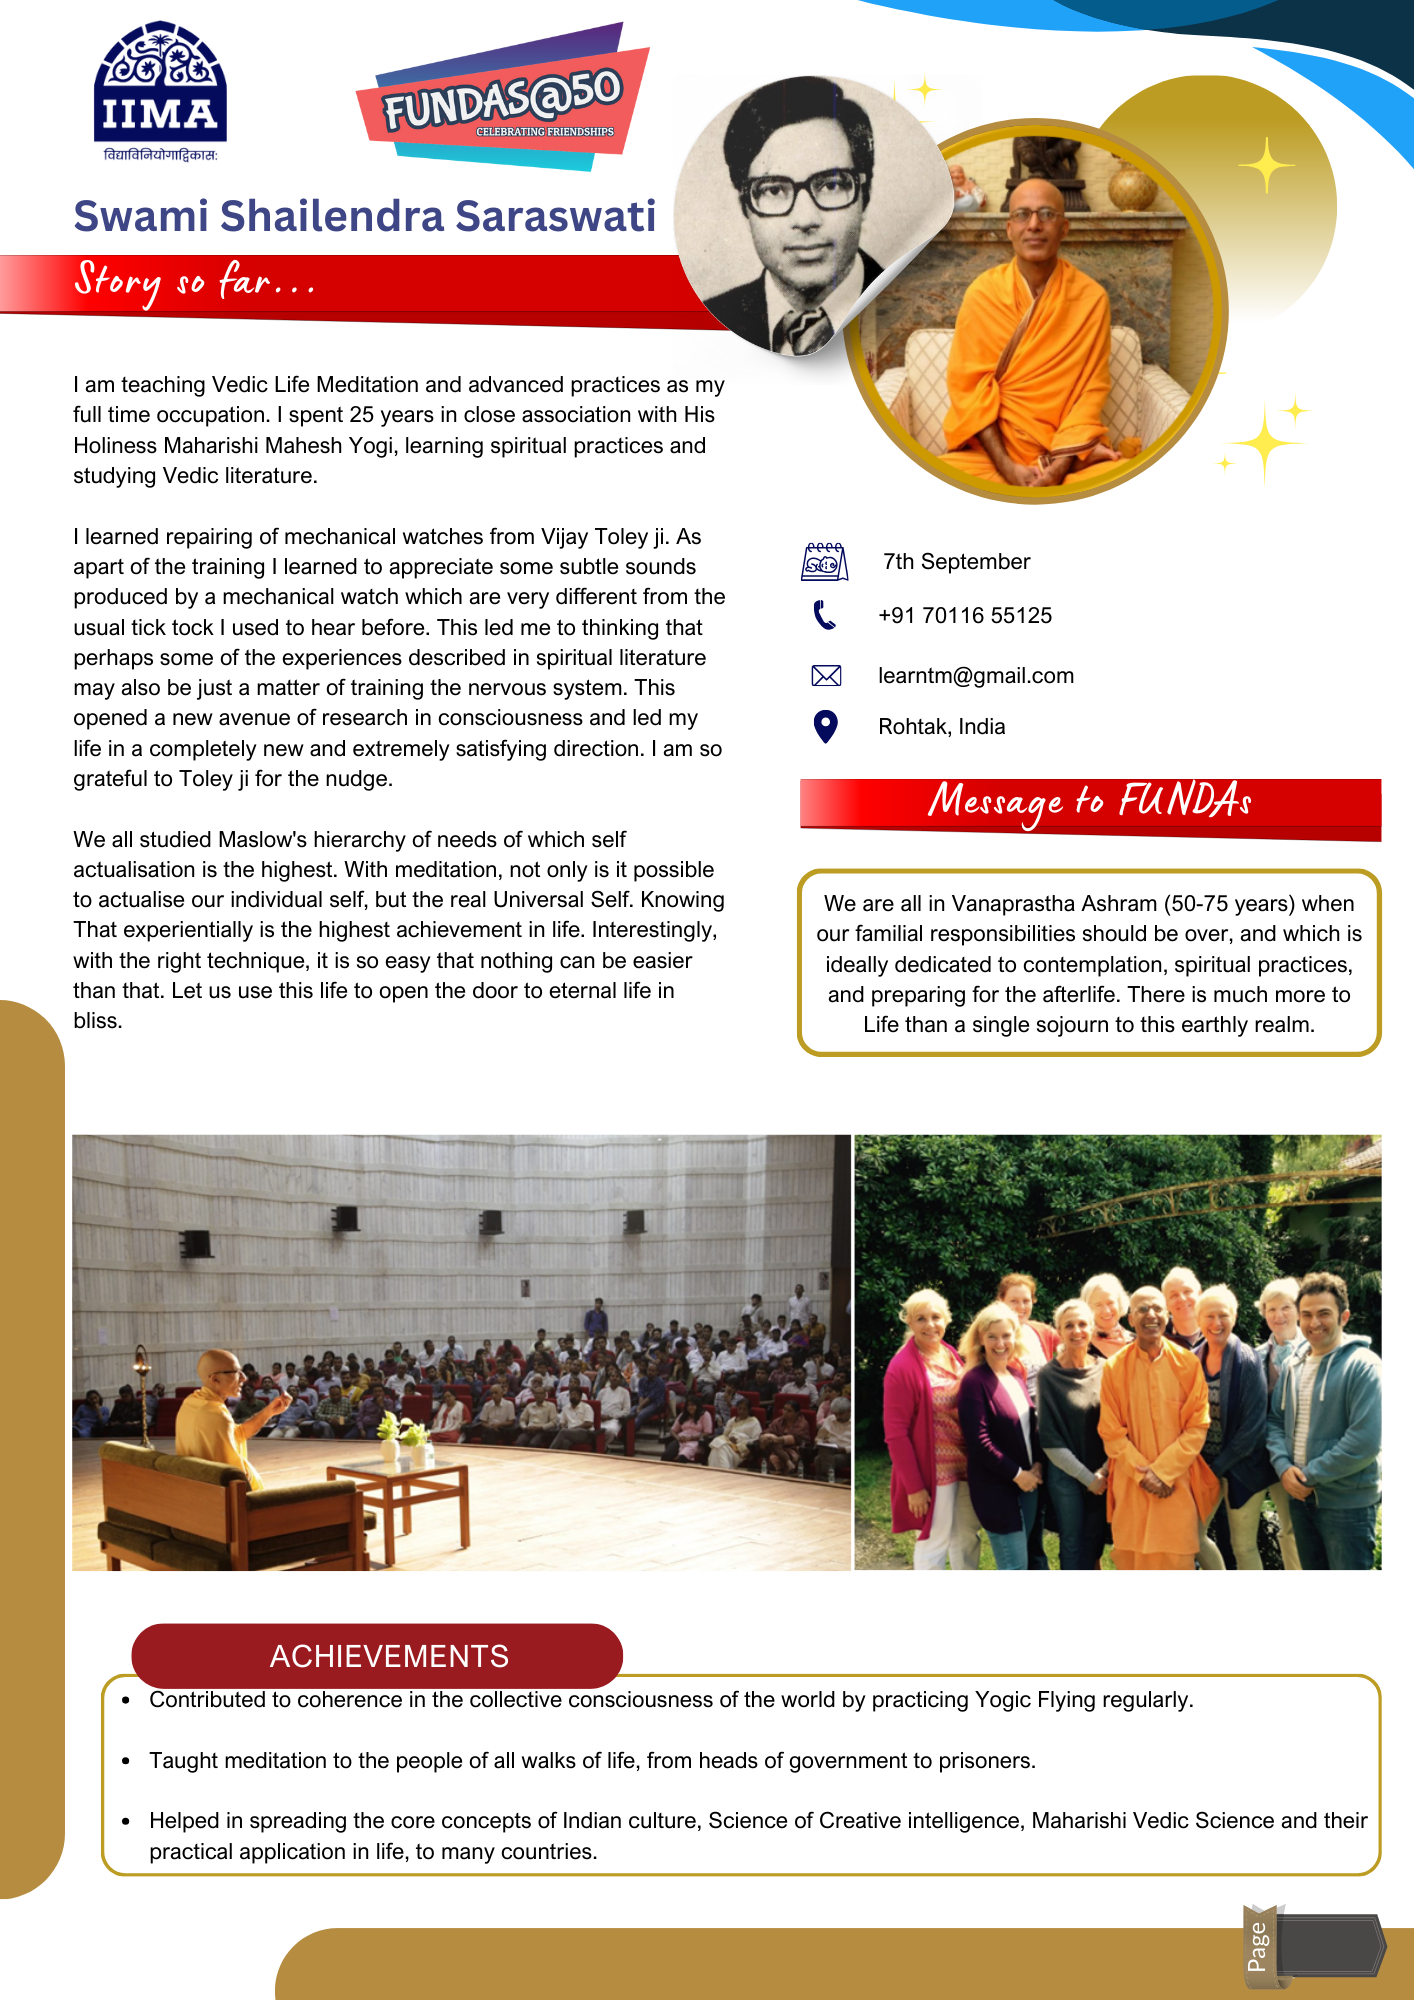 IIMA
विद्याविनियोगाद्विकास:
FUNDAS@50
CELEBRATING FRIENDSHIPS
Swami Shailendra Saraswati
Story so far...
I am teaching Vedic Life Meditation and advanced practices as my
full time occupation. I spent 25 years in close association with His
Holiness Maharishi Mahesh Yogi, learning spiritual practices and
studying Vedic literature.
I learned repairing of mechanical watches from Vijay Toley ji. As
apart of the training I learned to appreciate some subtle sounds
produced by a mechanical watch which are very different from the
usual tick tock I used to hear before. This led me to thinking that
perhaps some of the experiences described in spiritual literature
may also be just a matter of training the nervous system. This
opened a new avenue of research in consciousness and led my
life in a completely new and extremely satisfying direction. I am so
grateful to Toley ji for the nudge.
We all studied Maslow's hierarchy of needs of which self
actualisation is the highest. With meditation, not only is it possible
to actualise our individual self, but the real Universal Self. Knowing
That experientially is the highest achievement in life. Interestingly,
with the right technique, it is so easy that nothing can be easier
than that. Let us use this life to open the door to eternal life in
bliss.
7th September
+91 70116 55125
learntm@gmail.com
Rohtak, India
Message to FUNDAs
We are all in Vanaprastha Ashram (50-75 years) when
our familial responsibilities should be over, and which is
ideally dedicated to contemplation, spiritual practices,
and preparing for the afterlife. There is much more to
Life than a single sojourn to this earthly realm.
ACHIEVEMENTS
• Contributed to coherence in the collective consciousness of the world by practicing Yogic Flying regularly.
• Taught meditation to the people of all walks of life, from heads of government to prisoners.
• Helped in spreading the core concepts of Indian culture, Science of Creative intelligence, Maharishi Vedic Science and their
practical application in life, to many countries.
Page